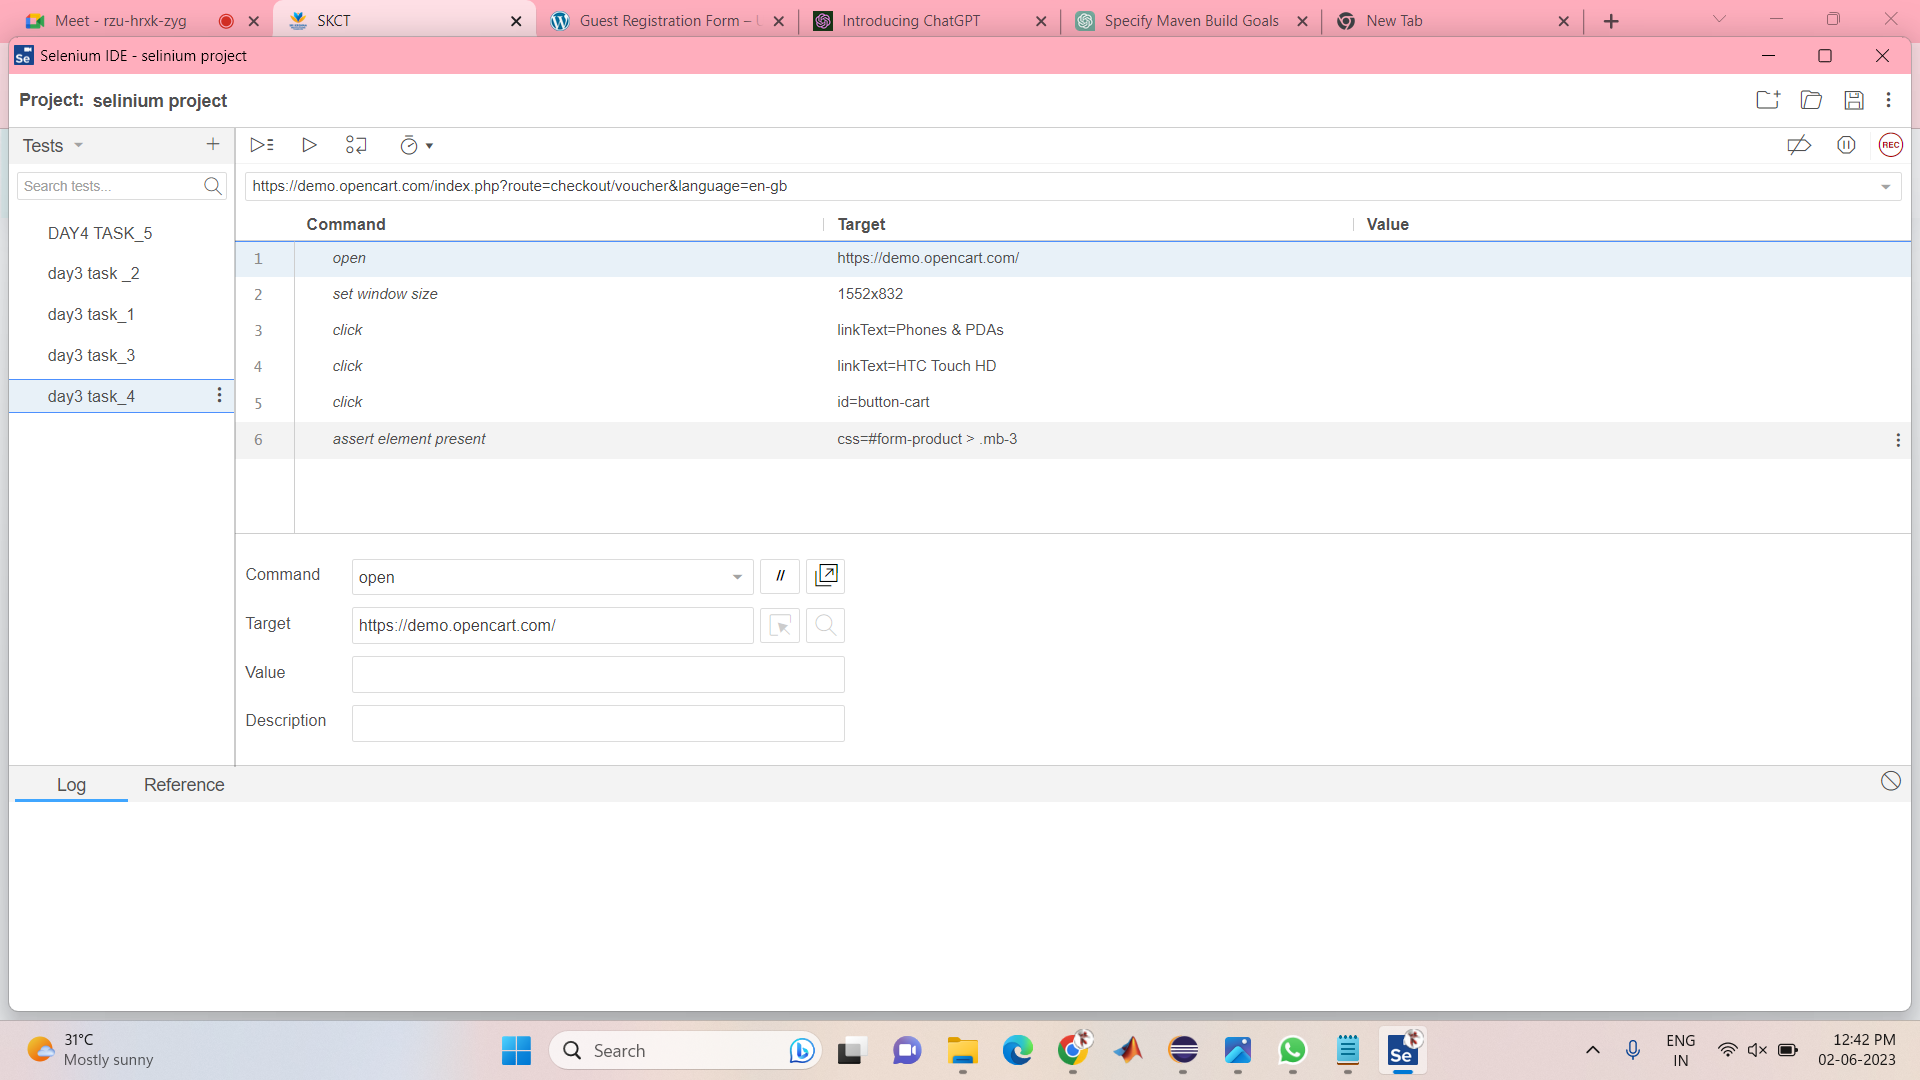 Meet - rzu-hrxk-zyg
SKCT
Guest Registration Form –
Introducing ChatGPT
Specify Maven Build Goals
New Tab
Se Selenium IDE - selinium project
Project: selinium project
Tests
Search tests...
DAY4 TASK_5
day3 task _2
day3 task_1
day3 task_3
day3 task_4
REC
https://demo.opencart.com/index.php?route=checkout/voucher&language=en-gb
Command Target Value
1 open https://demo.opencart.com/
2 set window size 1552x832
3 click linkText=Phones & PDAs
4 click linkText=HTC Touch HD
5 click id=button-cart
6 assert element present css=#form-product > .mb-3
Command open //
Target https://demo.opencart.com/
Value
Description
Log Reference
31°C
Mostly sunny
Search
Se
ENG
IN
12:42 PM
02-06-2023